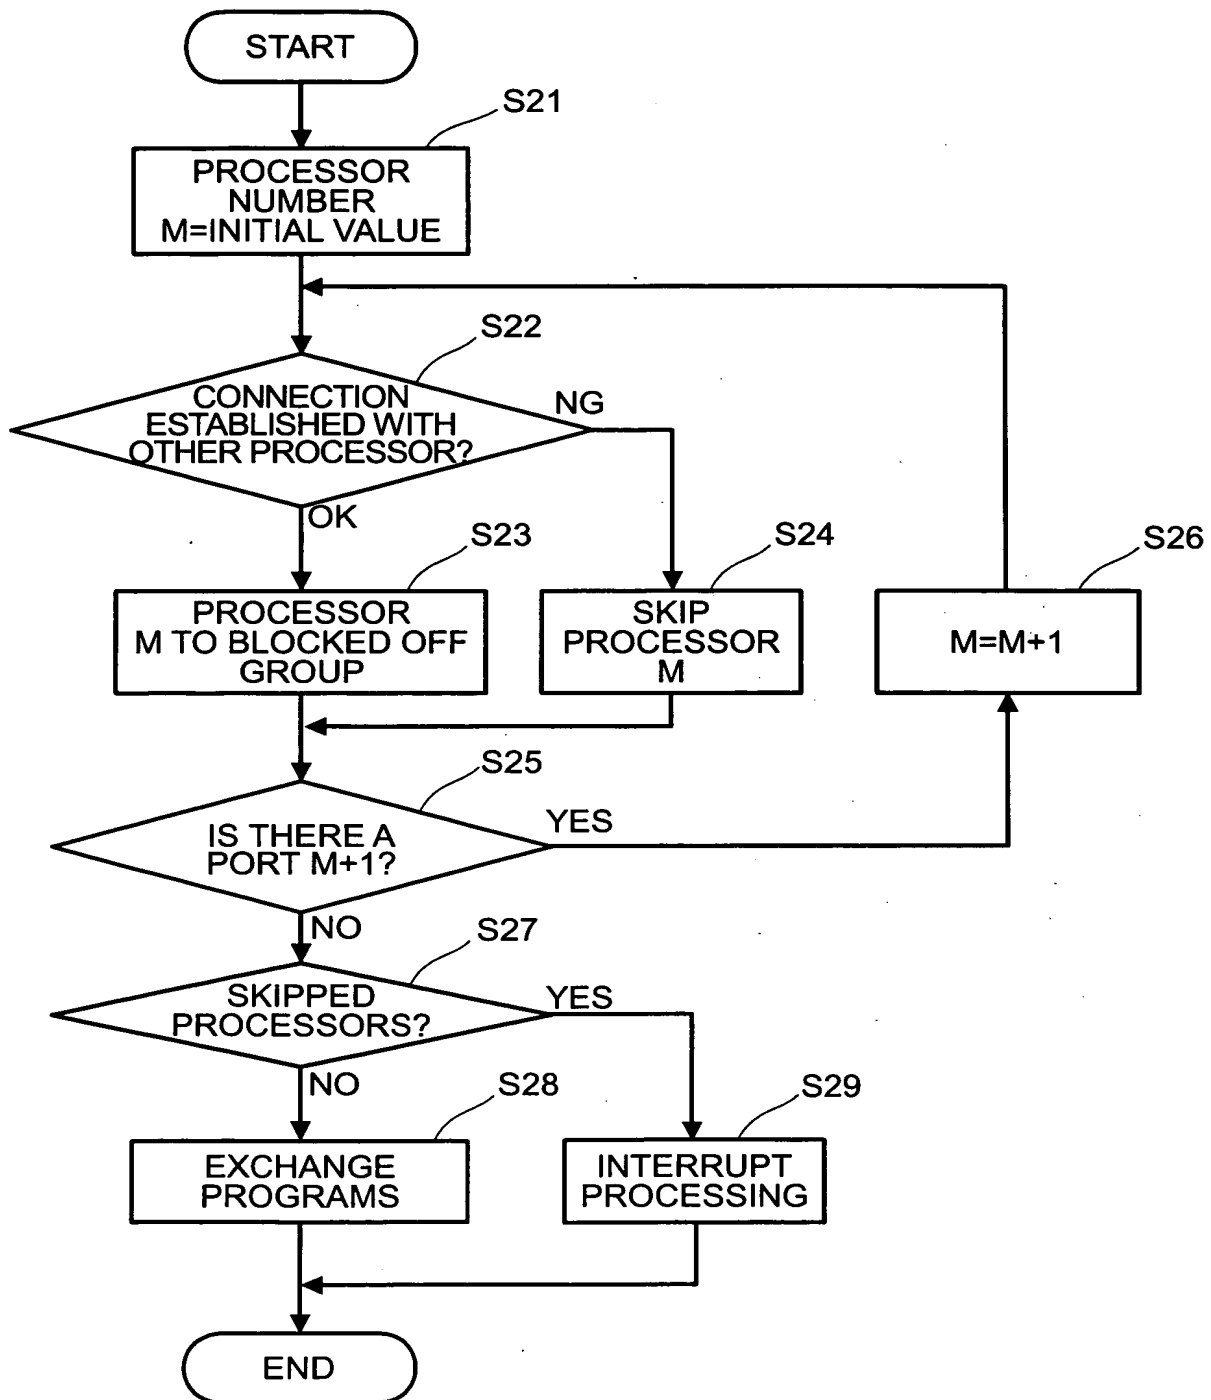 START
S21
PROCESSOR
NUMBER
M=INITIAL VALUE
S22
CONNECTION
ESTABLISHED WITH
OTHER PROCESSOR?
NG
OK
S23
S24
S26
PROCESSOR
M TO BLOCKED OFF
GROUP
SKIP
PROCESSOR
M
M=M+1
S25
IS THERE A
PORT M+1?
YES
NO
S27
SKIPPED
PROCESSORS?
YES
NO
S28
S29
EXCHANGE
PROGRAMS
INTERRUPT
PROCESSING
END